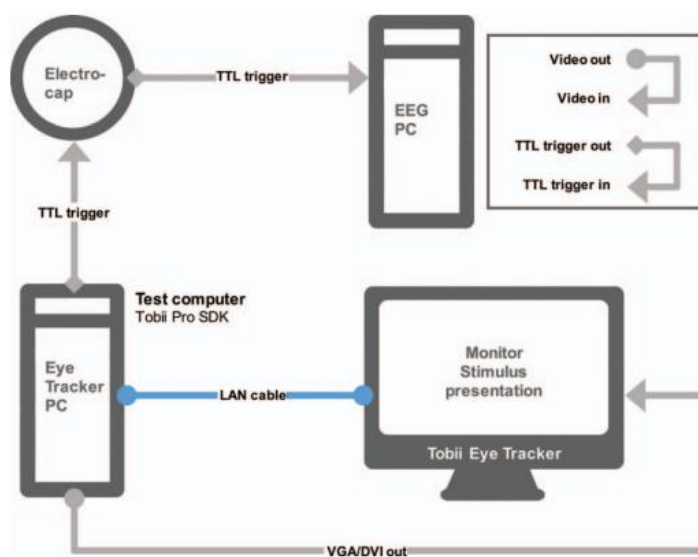 Electro-
cap
TTL trigger
EEG
PC
Video out
Video in
TTL trigger out
TTL trigger in
TTL trigger
Test computer
Tobii Pro SDK
Eye
Tracker
PC
LAN cable
Monitor
Stimulus
presentation
Tobii Eye Tracker
VGA/DVI out